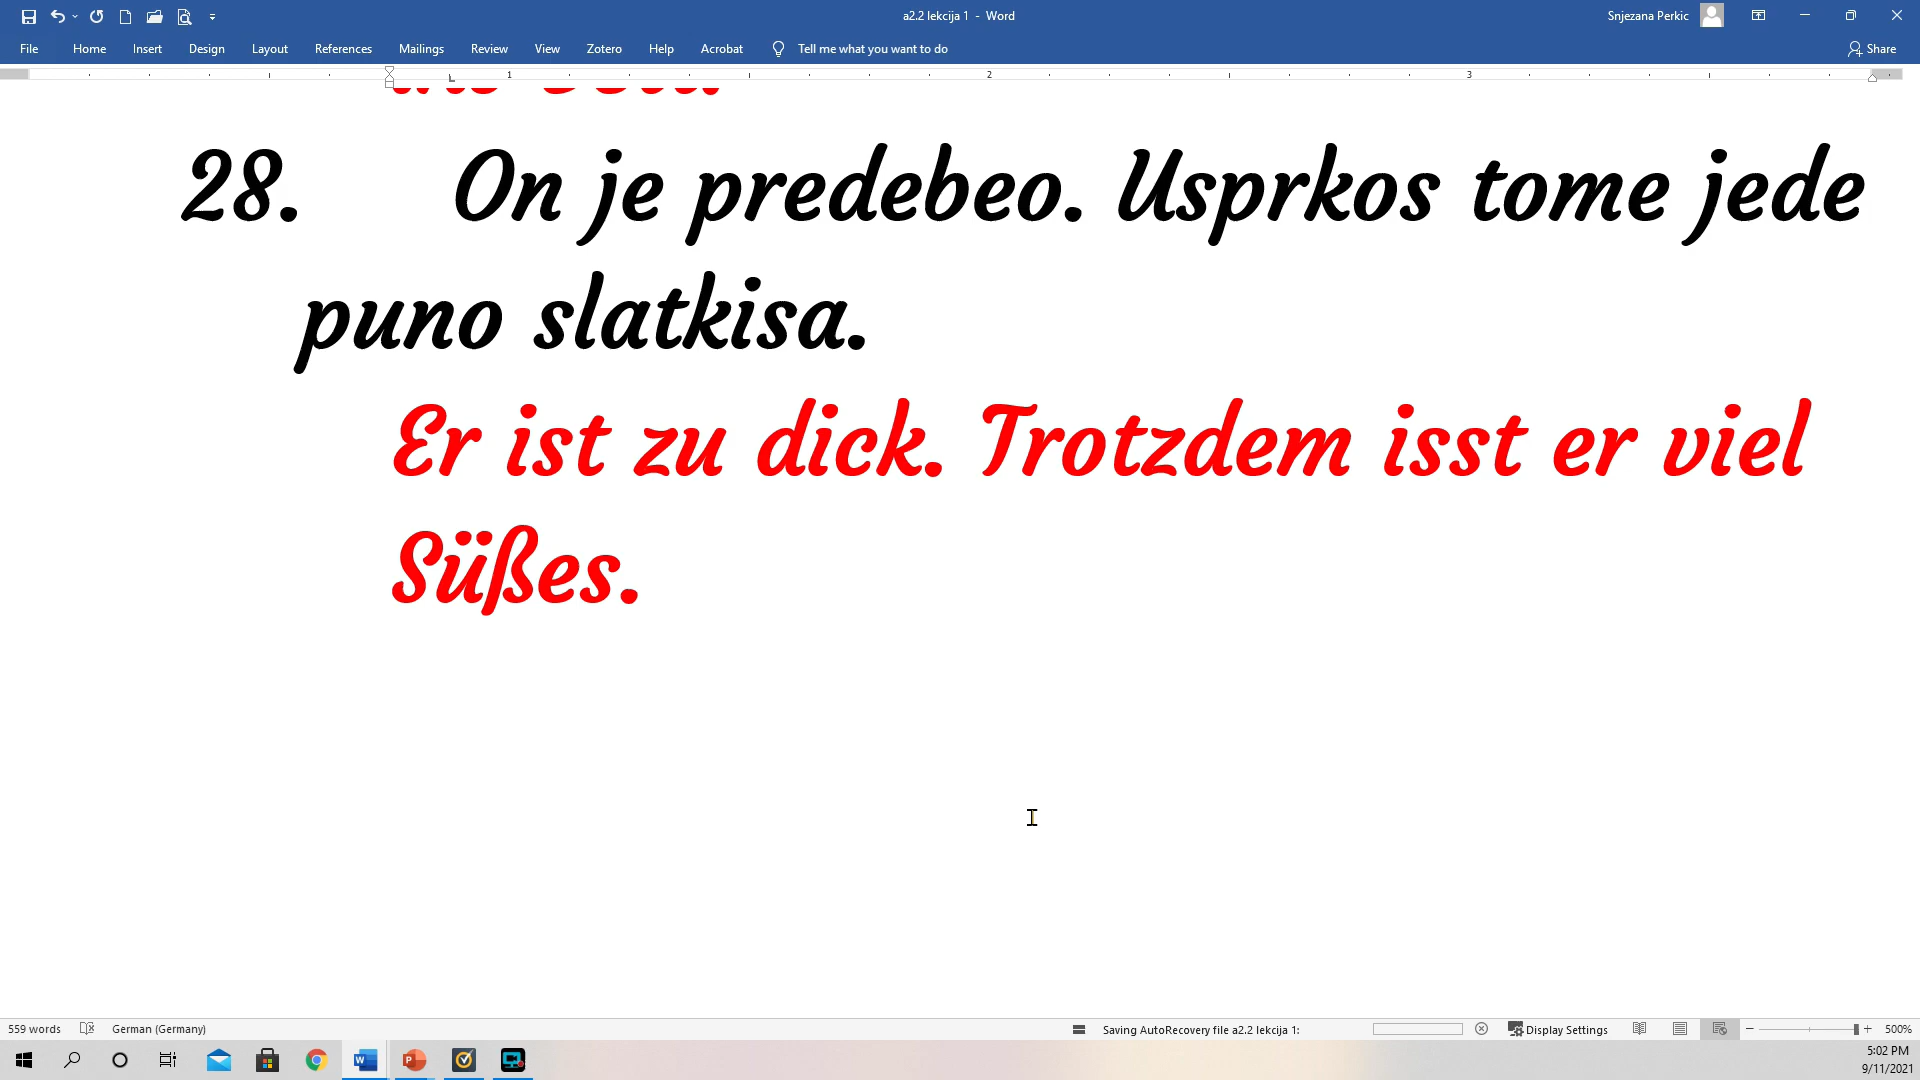 a2.2 lekcija 1 - Word
Snjezana Perkic
File Home Insert Design Layout References Mailings Review View Zotero Help Acrobat Tell me what you want to do Share
1 2 3
28. On je predebeo. Usprkos tome jede
puno slatkisa.
Er ist zu dick. Trotzdem isst er viel
Süßes.
559 words German (Germany) Saving AutoRecovery file a2.2 lekcija 1: Display Settings 500%
5:02 PM
9/11/2021